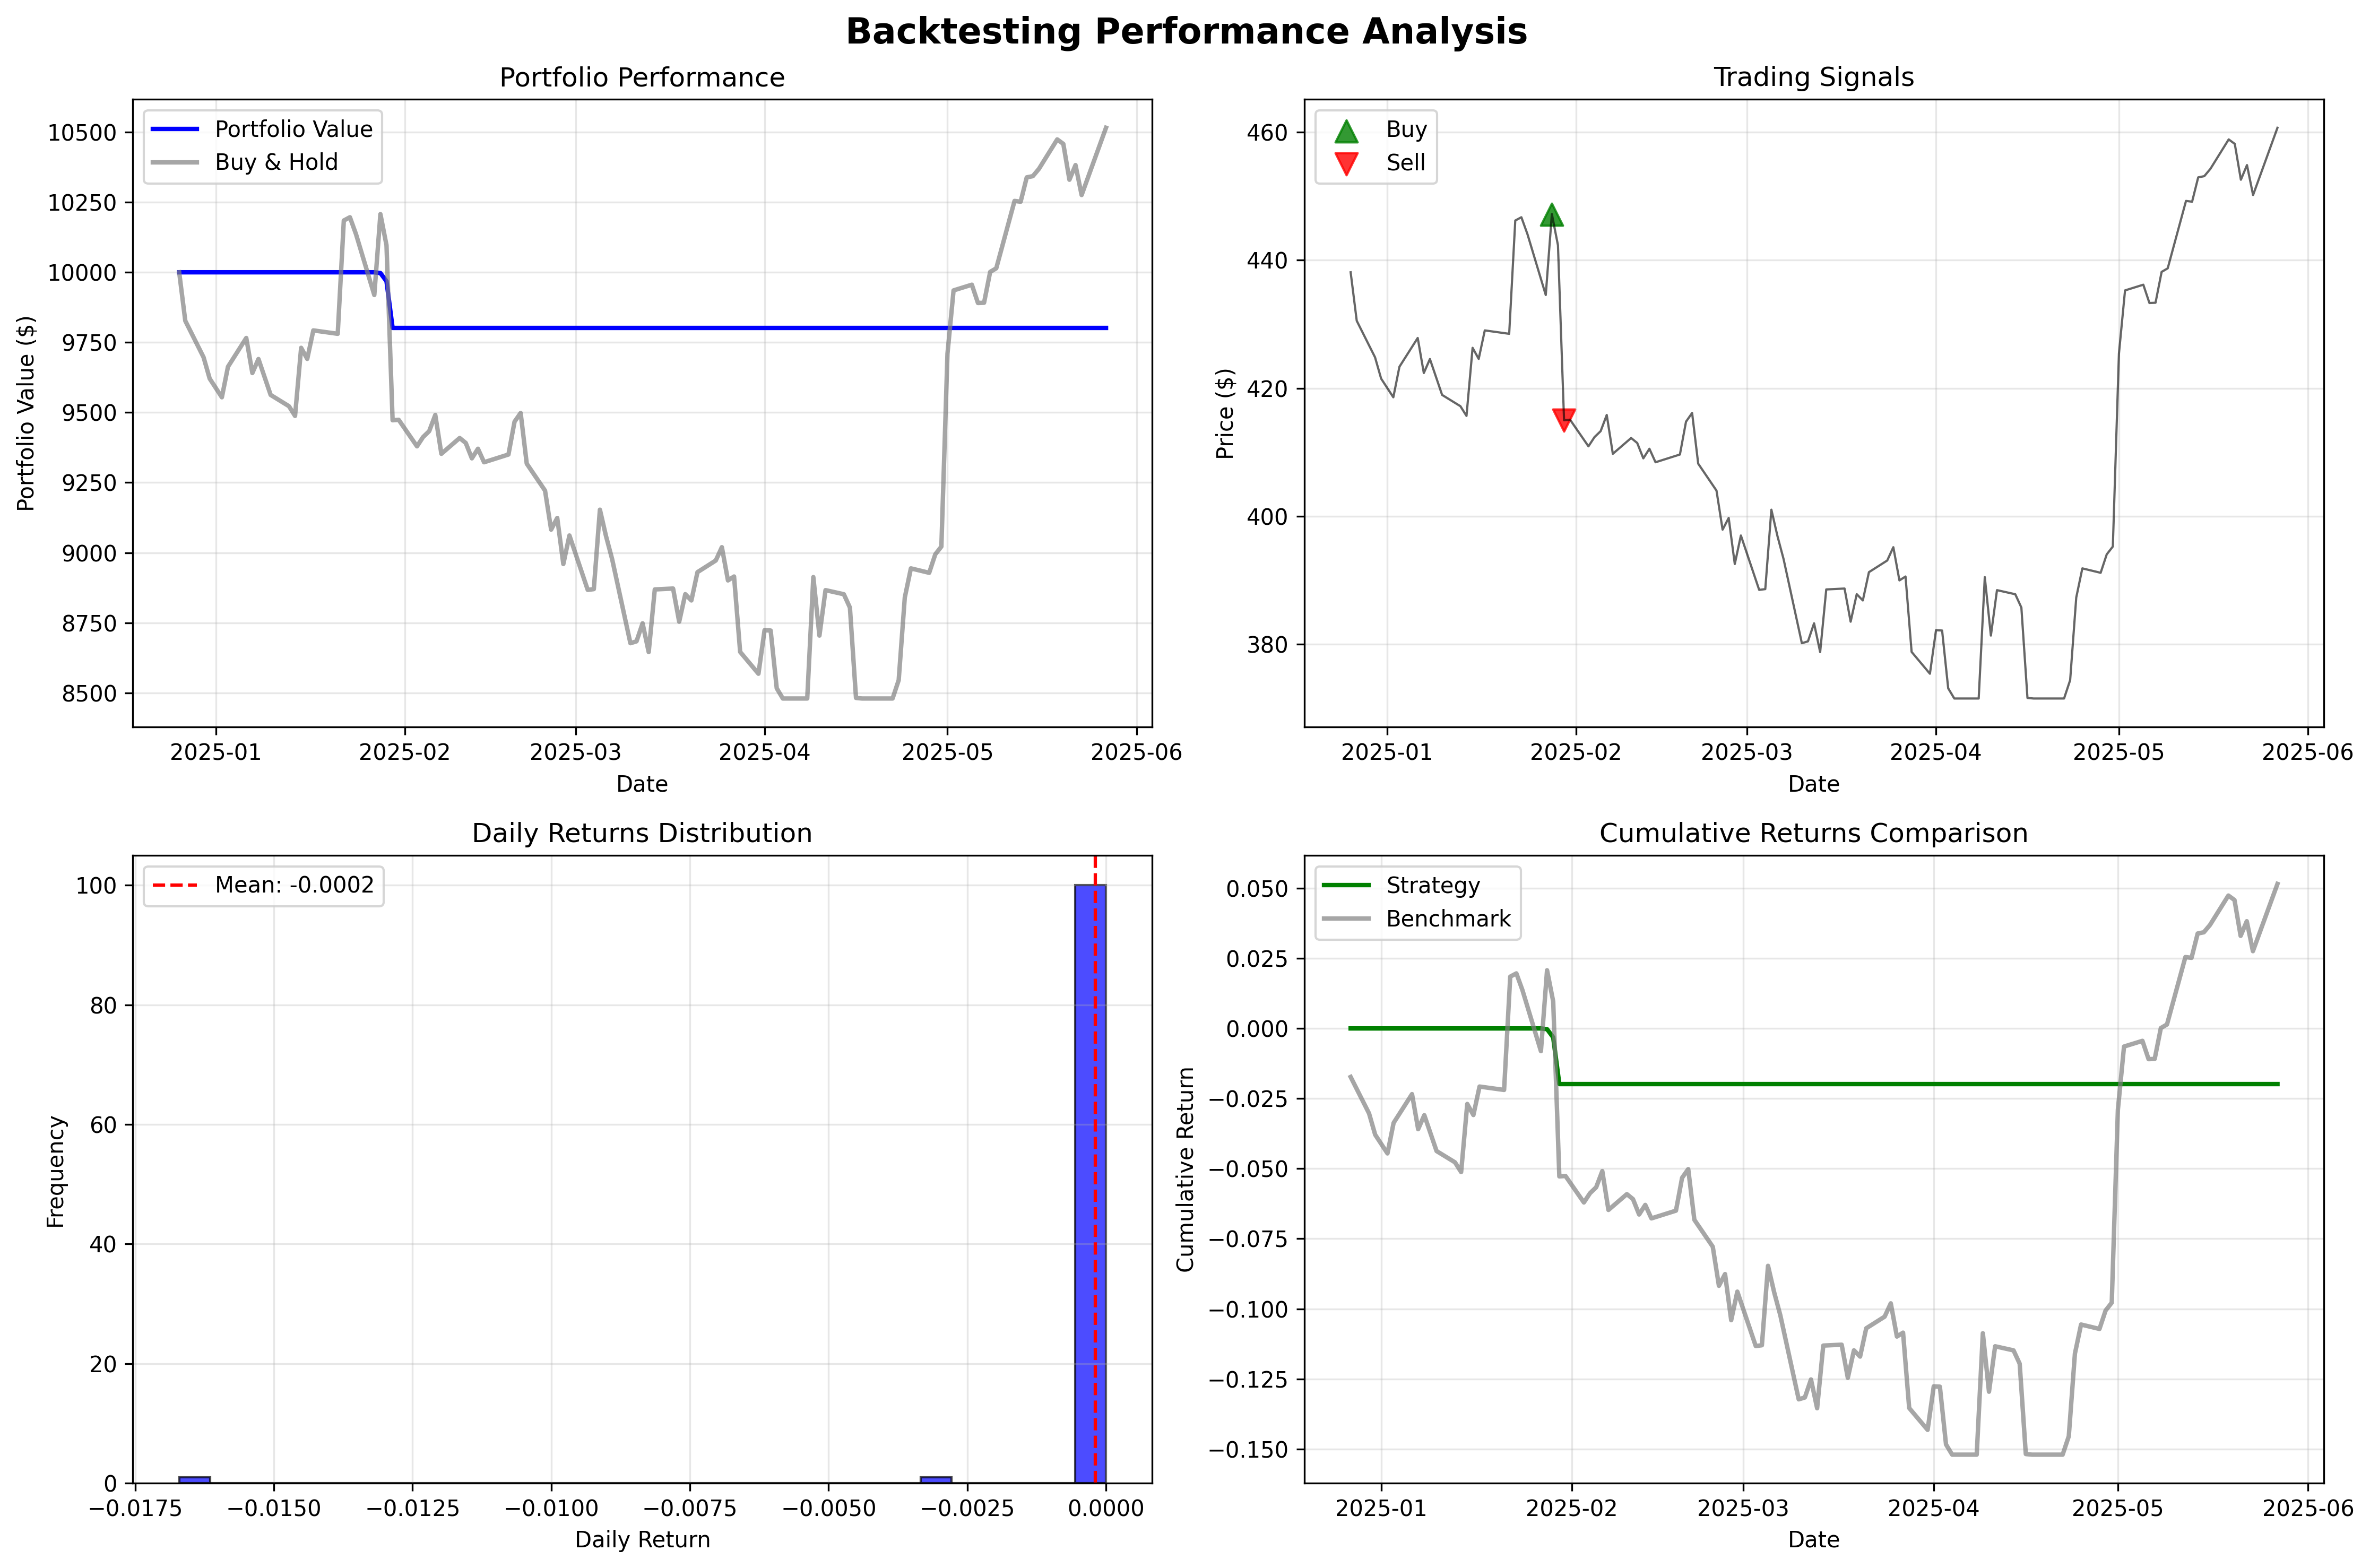 Backtesting Performance Analysis
Portfolio Performance
Portfolio Value
Buy & Hold
10500
10250
10000
9750
9500
9250
9000
8750
8500
Portfolio Value ($)
2025-01 2025-02 2025-03 2025-04 2025-05 2025-06
Date
Trading Signals
Buy
Sell
460
440
420
400
380
Price ($)
2025-01 2025-02 2025-03 2025-04 2025-05 2025-06
Date
Daily Returns Distribution
Mean: -0.0002
100
80
60
40
20
0
Frequency
−0.0175 −0.0150 −0.0125 −0.0100 −0.0075 −0.0050 −0.0025 0.0000
Daily Return
Cumulative Returns Comparison
Strategy
Benchmark
0.050
0.025
0.000
−0.025
−0.050
−0.075
−0.100
−0.125
−0.150
Cumulative Return
2025-01 2025-02 2025-03 2025-04 2025-05 2025-06
Date